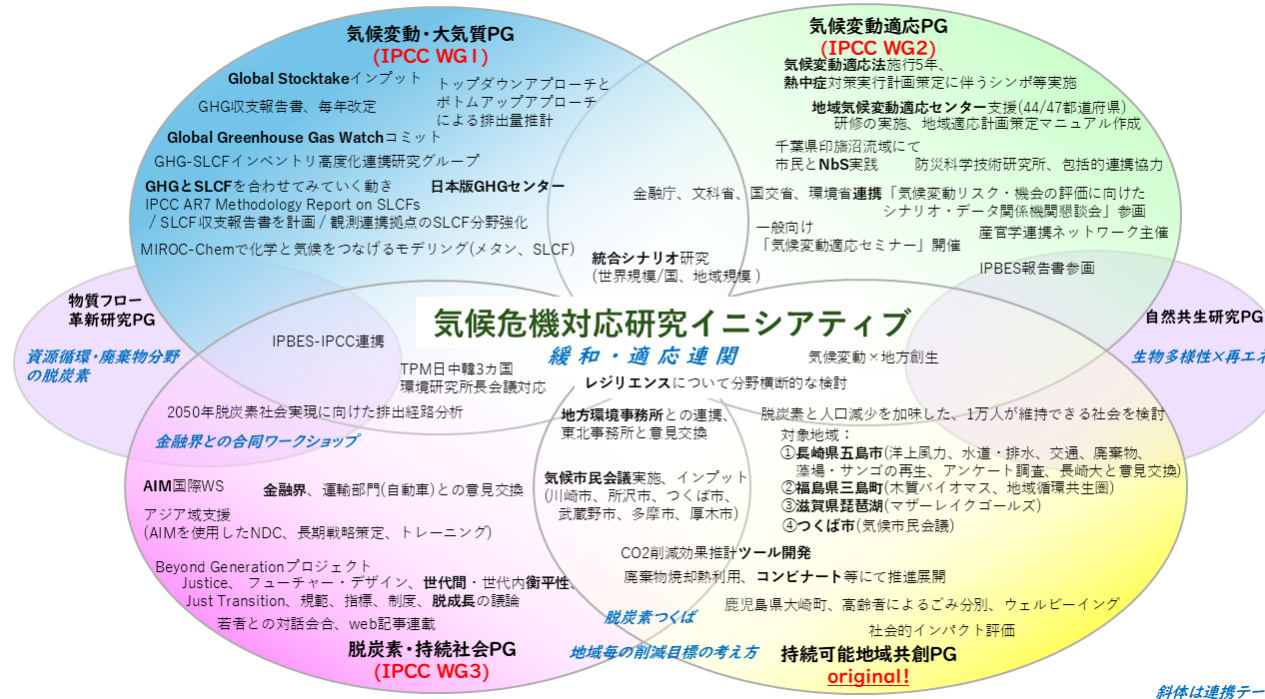 気候変動・大気質PG
(IPCC WG1)
Global Stocktakeインプット
GHG収支報告書、毎年改定
トップダウンアプローチと
ボトムアップアプローチ
による排出量推計
Global Greenhouse Gas Watchコミット
GHG-SLCFインベントリ高度化連携研究グループ
GHGとSLCFを合わせてみていく動き
日本版GHGセンター
IPCC AR7 Methodology Report on SLCFs
/ SLCF収支報告書を計画 / 観測連携拠点のSLCF分野強化
MIROC-Chemで化学と気候をつなげるモデリング(メタン、SLCF)
気候変動適応PG
(IPCC WG2)
気候変動適応法施行5年、
熱中症対策実行計画策定に伴うシンポ等実施
地域気候変動適応センター支援(44/47都道府県)
研修の実施、地域適応計画策定マニュアル作成
千葉県印旛沼流域にて
市民とNbS実践
防災科学技術研究所、包括的連携協力
金融庁、文科省、国交省、環境省連携「気候変動リスク・機会の評価に向けた
シナリオ・データ関係機関懇談会」参画
一般向け
「気候変動適応セミナー」開催
産官学連携ネットワーク主催
統合シナリオ研究
(世界規模/国、地域規模 )
IPBES報告書参画
物質フロー
革新研究PG
資源循環・廃棄物分野
の脱炭素
自然共生研究PG
生物多様性×再エネ
気候危機対応研究イニシアティブ
緩和・適応連関
IPBES-IPCC連携
TPM日中韓3カ国
環境研究所長会議対応
気候変動×地方創生
レジリエンスについて分野横断的な検討
2050年脱炭素社会実現に向けた排出経路分析
金融界との合同ワークショップ
地方環境事務所との連携、
東北事務所と意見交換
脱炭素と人口減少を加味した、1万人が維持できる社会を検討
対象地域：
①長崎県五島市(洋上風力、水道・排水、交通、廃棄物、
藻場・サンゴの再生、アンケート調査、長崎大と意見交換)
②福島県三島町(木質バイオマス、地域循環共生圏)
③滋賀県琵琶湖(マザーレイクゴールズ)
④つくば市(気候市民会議)
AIM国際WS
金融界、運輸部門(自動車)との意見交換
気候市民会議実施、インプット
(川崎市、所沢市、つくば市、
武蔵野市、多摩市、厚木市)
アジア域支援
(AIMを使用したNDC、長期戦略策定、トレーニング)
CO2削減効果推計ツール開発
廃棄物焼却熱利用、コンビナート等にて推進展開
Beyond Generationプロジェクト
Justice、 フューチャー・デザイン、世代間・世代内衡平性、
Just Transition、規範、指標、制度、脱成長の議論
若者との対話会合、web記事連載
脱炭素つくば
鹿児島県大崎町、高齢者によるごみ分別、ウェルビーイング
社会的インパクト評価
脱炭素・持続社会PG
(IPCC WG3)
地域毎の削減目標の考え方
持続可能地域共創PG
original!
斜体は連携テー